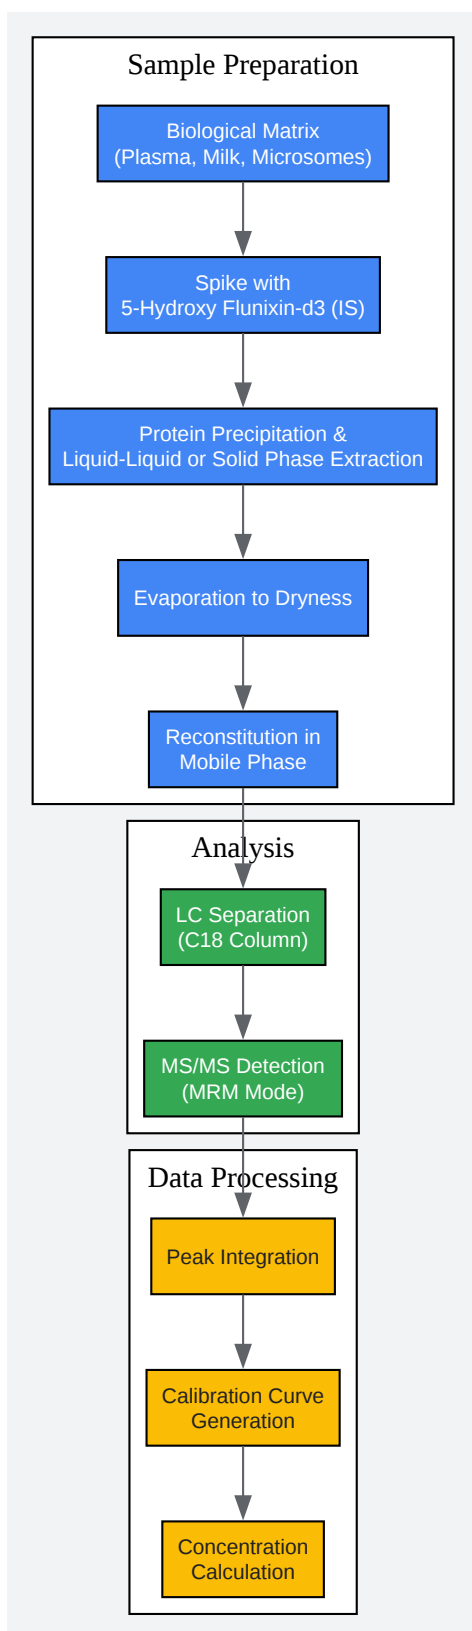 Sample Preparation
Biological Matrix
(Plasma, Milk, Microsomes)
Spike with
5-Hydroxy Flunixin-d3 (IS)
Protein Precipitation &
Liquid-Liquid or Solid Phase Extraction
Evaporation to Dryness
Reconstitution in
Mobile Phase
Analysis
LC Separation
(C18 Column)
MS/MS Detection
(MRM Mode)
Data Processing
Peak Integration
Calibration Curve
Generation
Concentration
Calculation